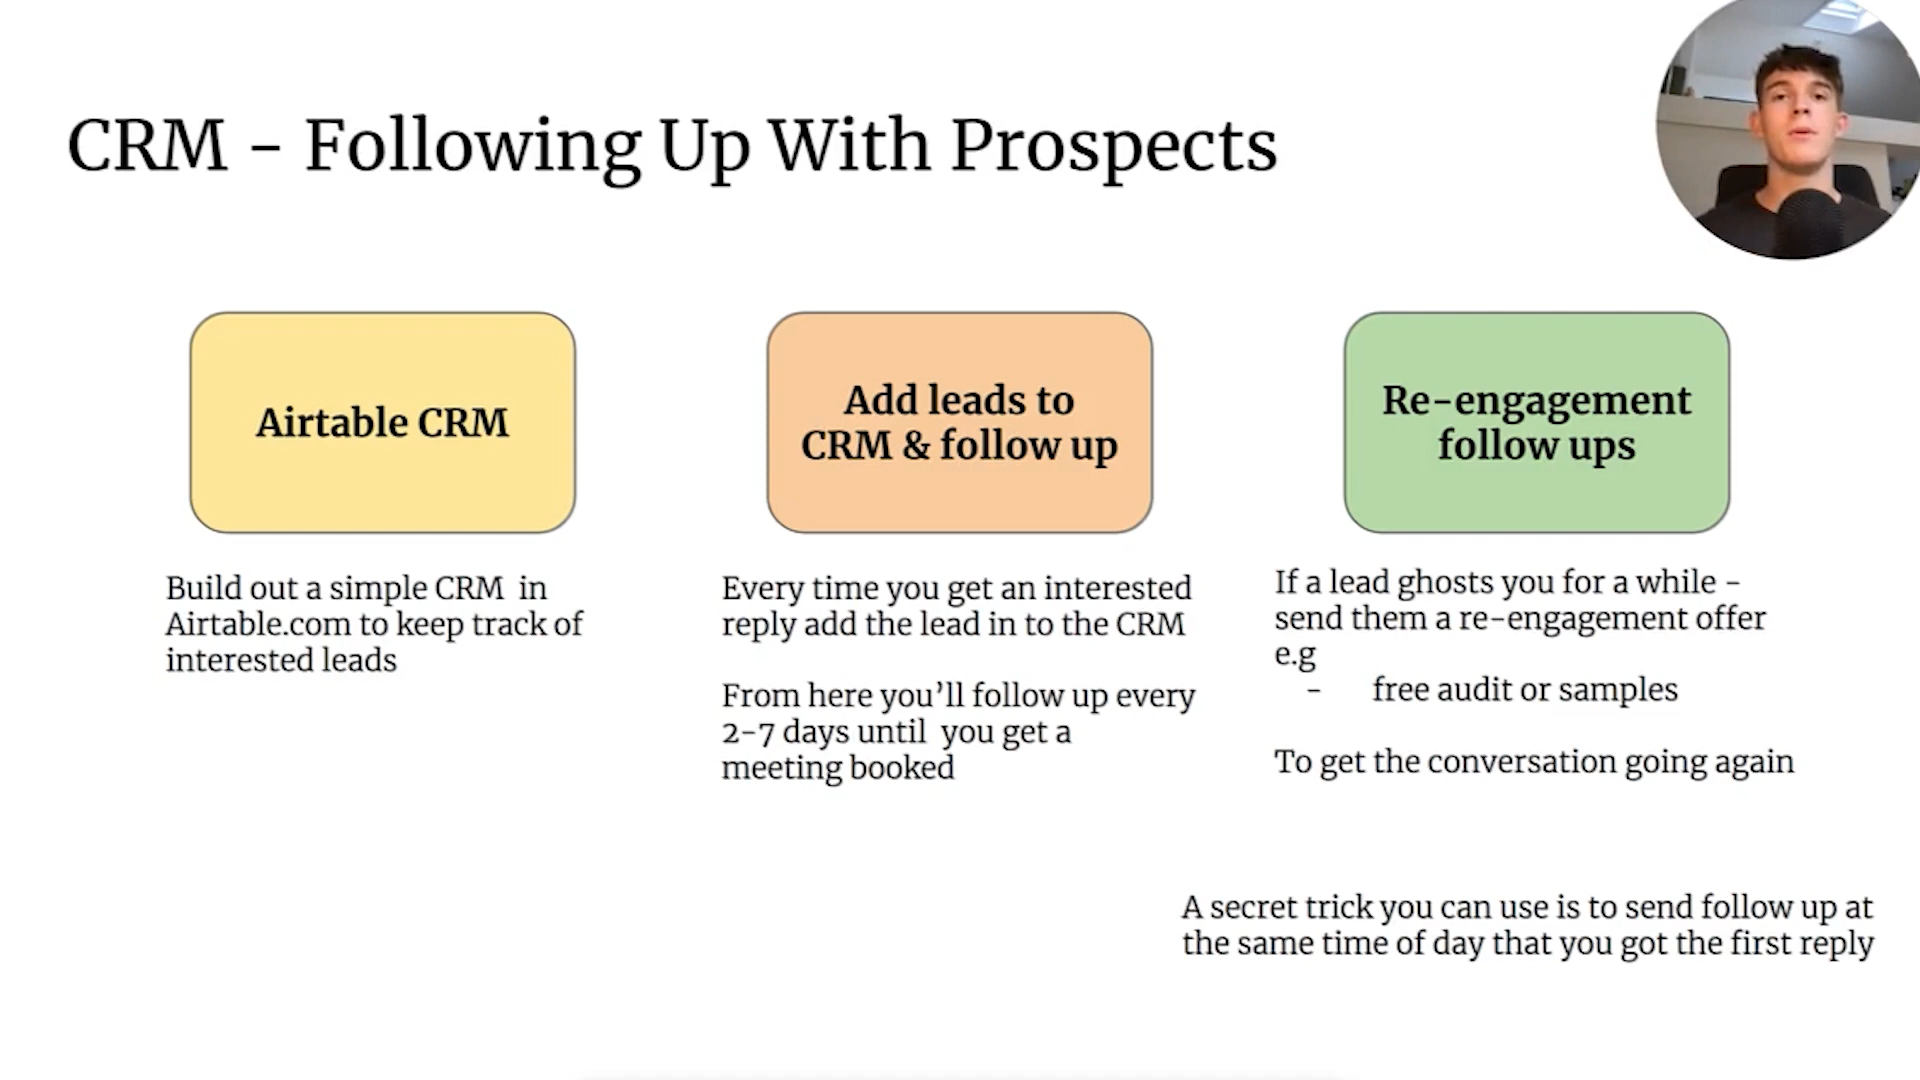 CRM - Following Up With Prospects
Airtable CRM
Build out a simple CRM in
Airtable.com to keep track of
interested leads
Add leads to
CRM & follow up
Every time you get an interested
reply add the lead in to the CRM
From here you’ll follow up every
2-7 days until you get a
meeting booked
Re-engagement
follow ups
If a lead ghosts you for a while -
send them a re-engagement offer
e.g
- free audit or samples
To get the conversation going again
A secret trick you can use is to send follow up at
the same time of day that you got the first reply